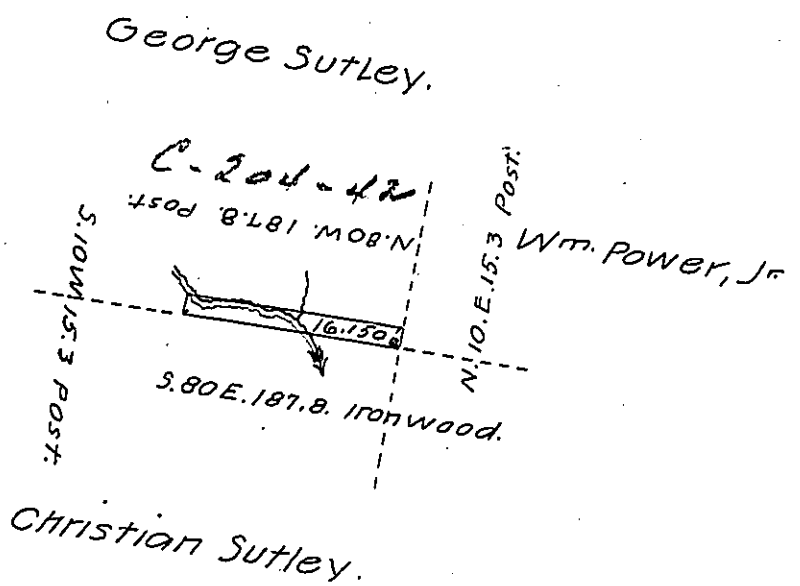 George Sutley.
C-204-42
N.80W. 187.8. Post.
N. 10. E. 15.3 Post.
Wm. Power, Jr
S.10W.15.3 Post.
16.150a
S.80E.187.8. Ironwood.
Christian Sutley.